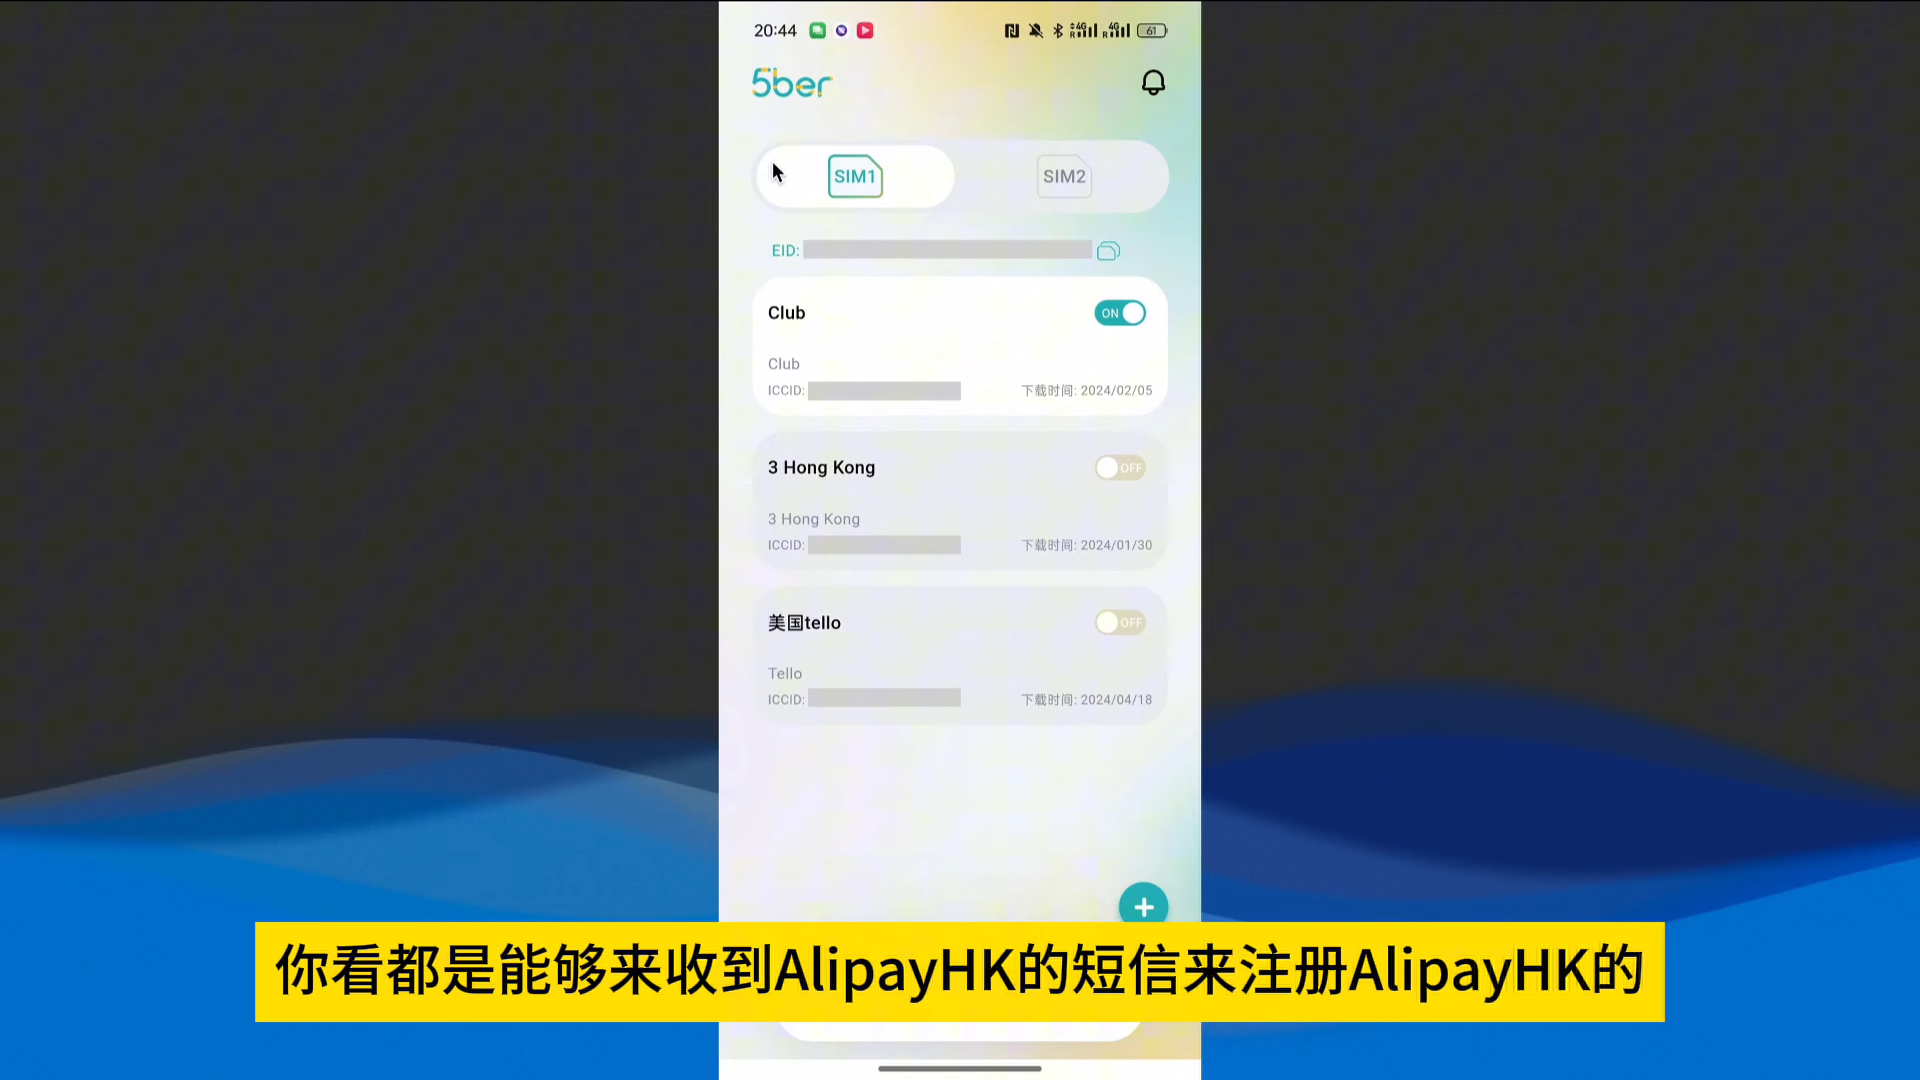 20:44
4G
R
4G
R
61
5ber
SIM1
SIM2
EID:
Club
ON
Club
ICCID:
下载时间: 2024/02/05
3 Hong Kong
OFF
3 Hong Kong
ICCID:
下载时间: 2024/01/30
美国tello
OFF
Tello
ICCID:
下载时间: 2024/04/18
你看都是能够来收到AlipayHK的短信来注册AlipayHK的